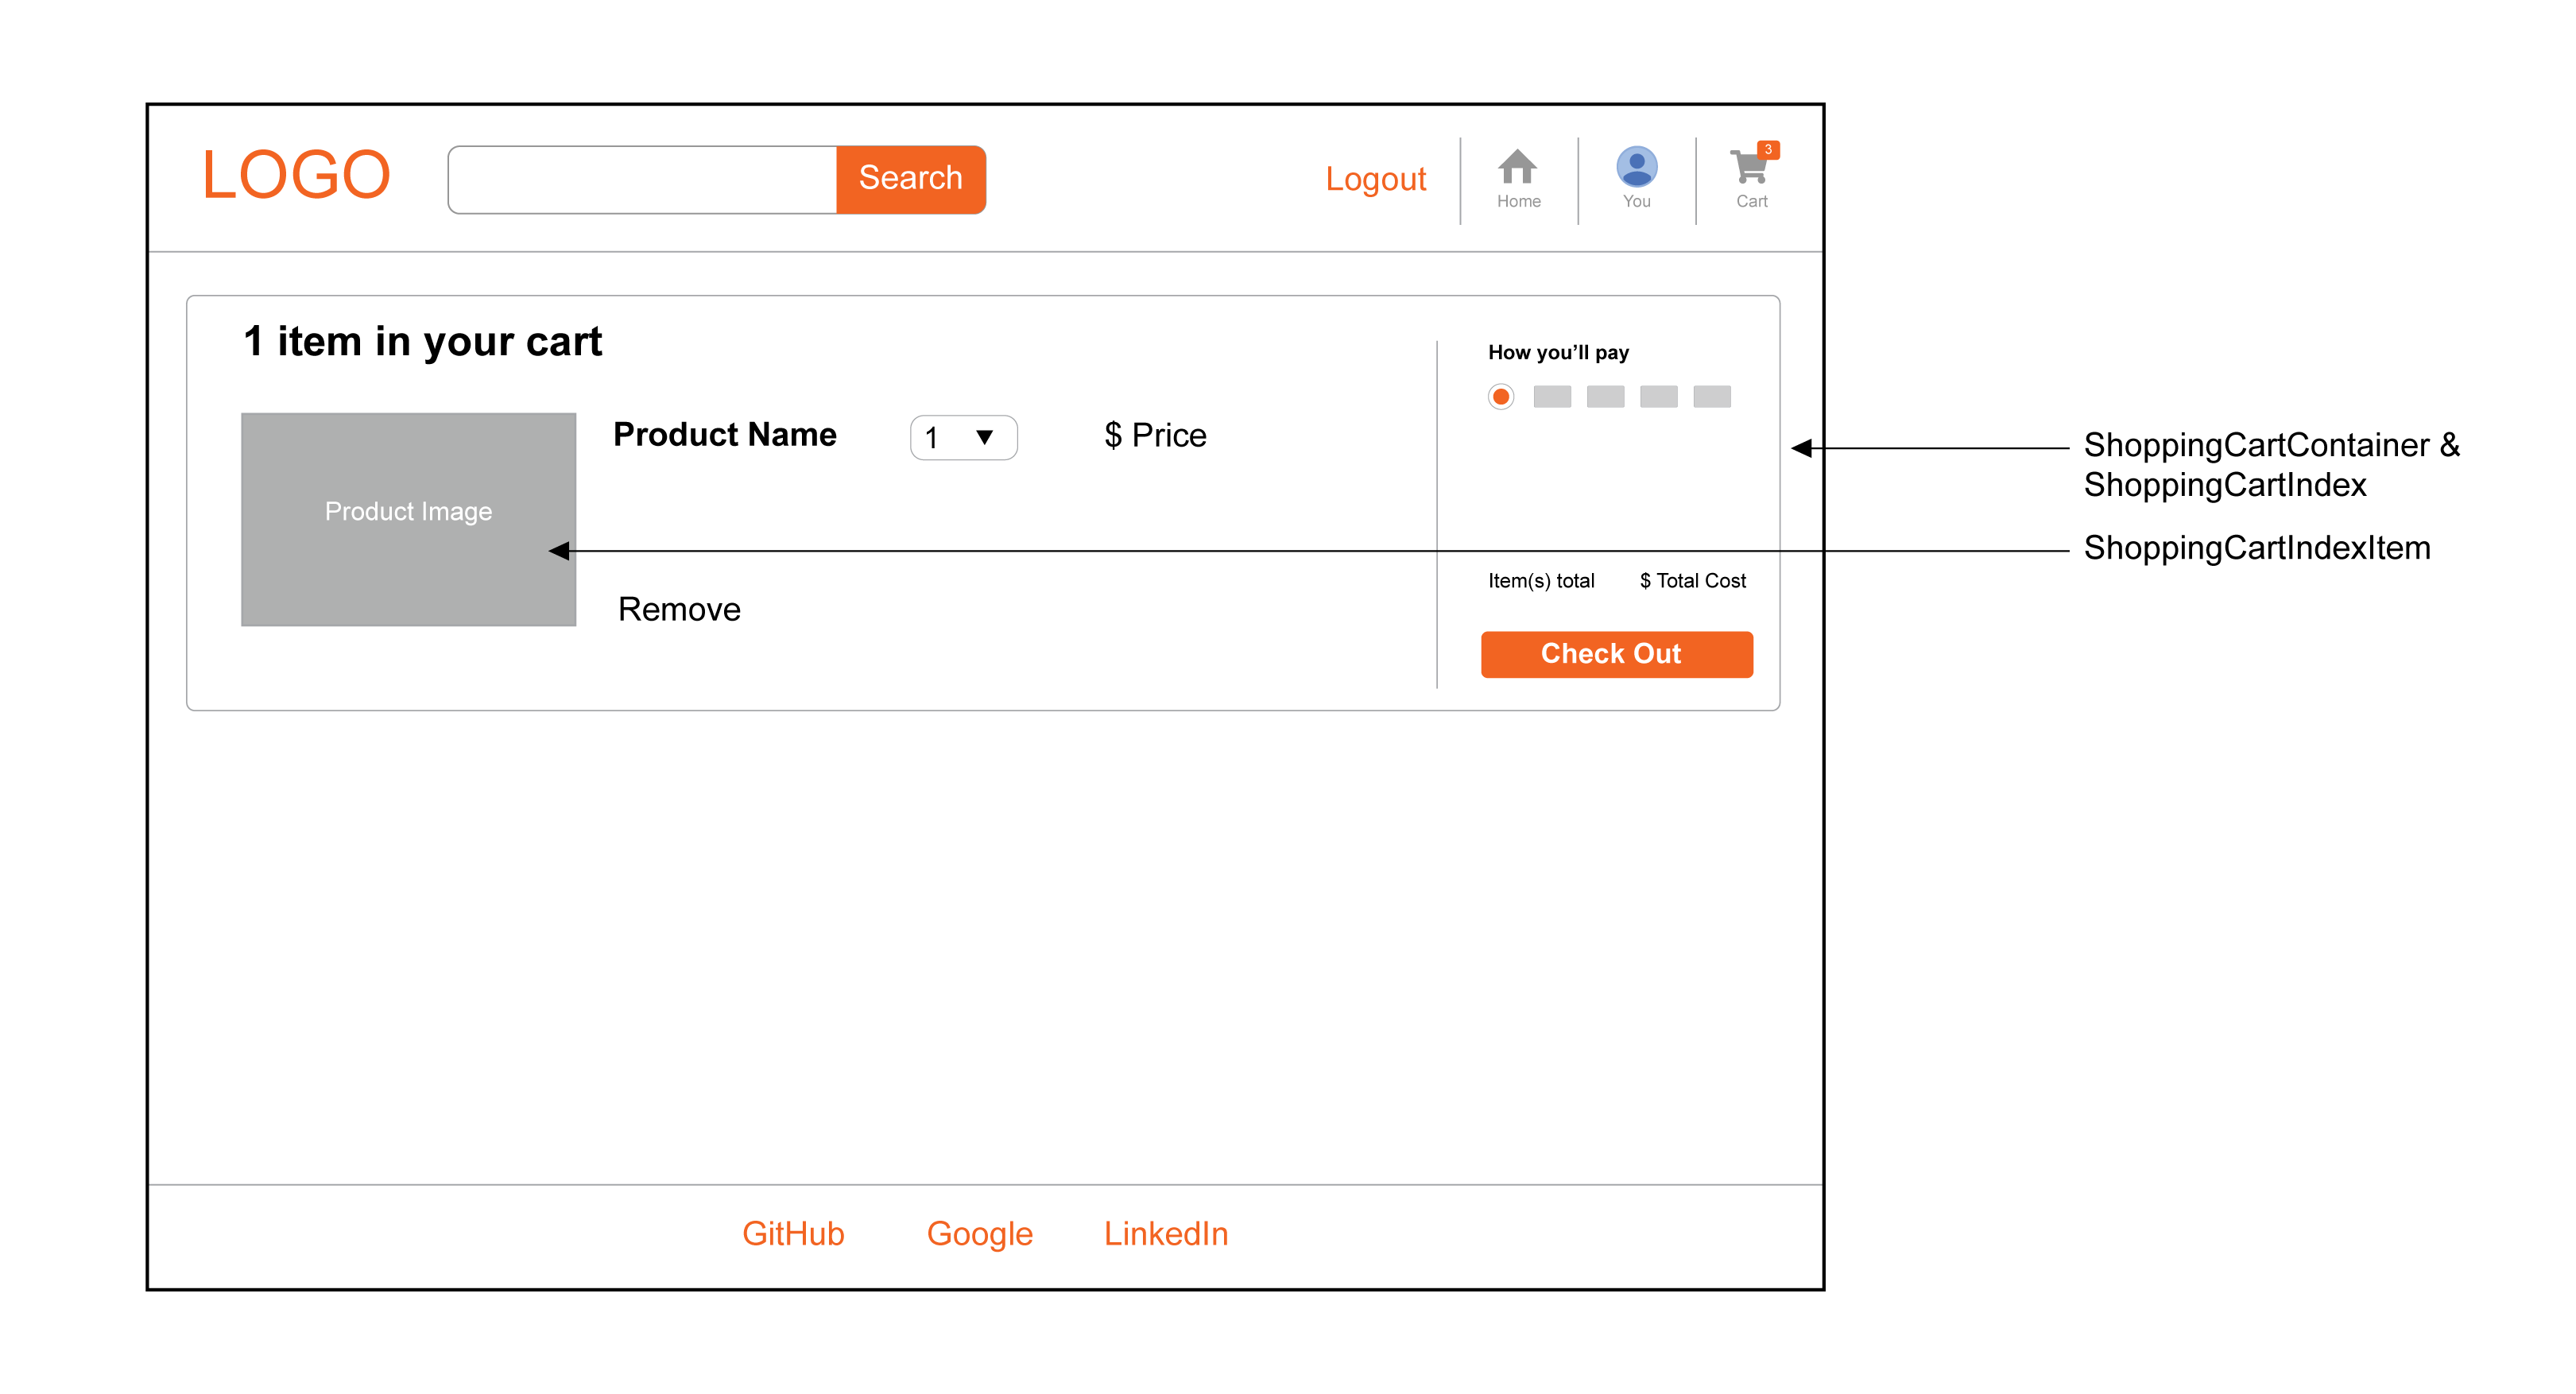 LOGO
Search
Logout
Home
You
3
Cart
1 item in your cart
Product Image
Product Name
1
$ Price
Remove
How you’ll pay
Item(s) total
$ Total Cost
Check Out
ShoppingCartContainer &
ShoppingCartIndex
ShoppingCartIndexItem
GitHub
Google
LinkedIn